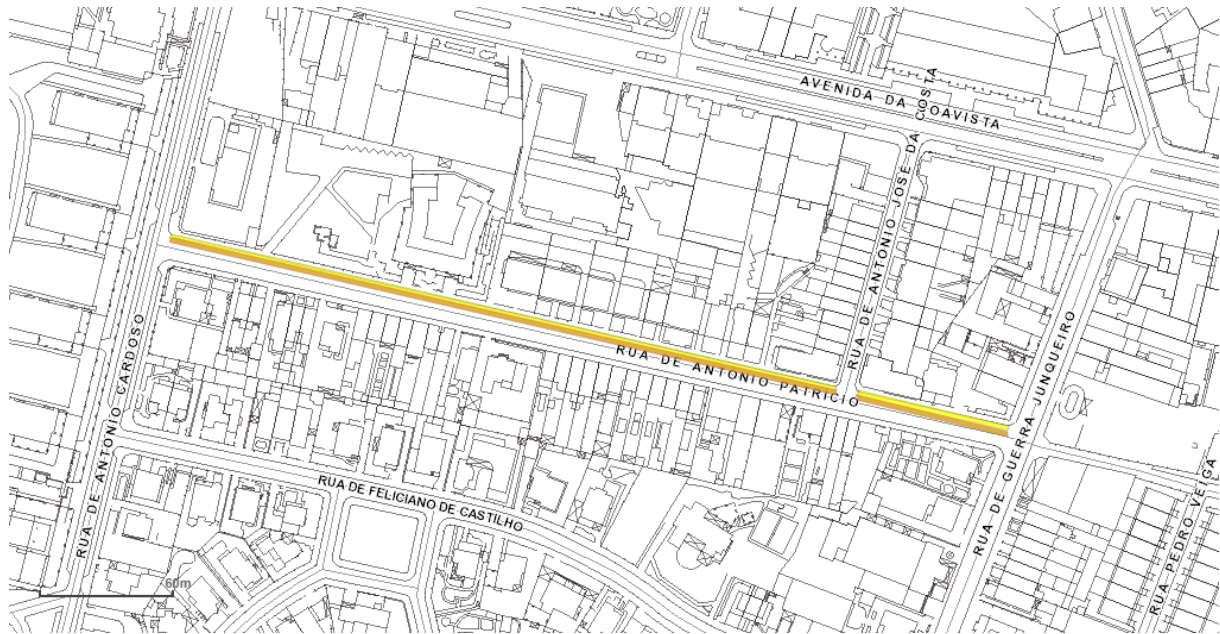 AVENIDA DA BOAVISTA
RUA DE ANTONIO JOSÉ DA COSTA
RUA DE ANTONIO CARDOSO
RUA DE ANTONIO PATRICIO
RUA DE GUERRA JUNQUEIRO
RUA DE FELICIANO DE CASTILHO
RUA PEDRO VEIGA
60m